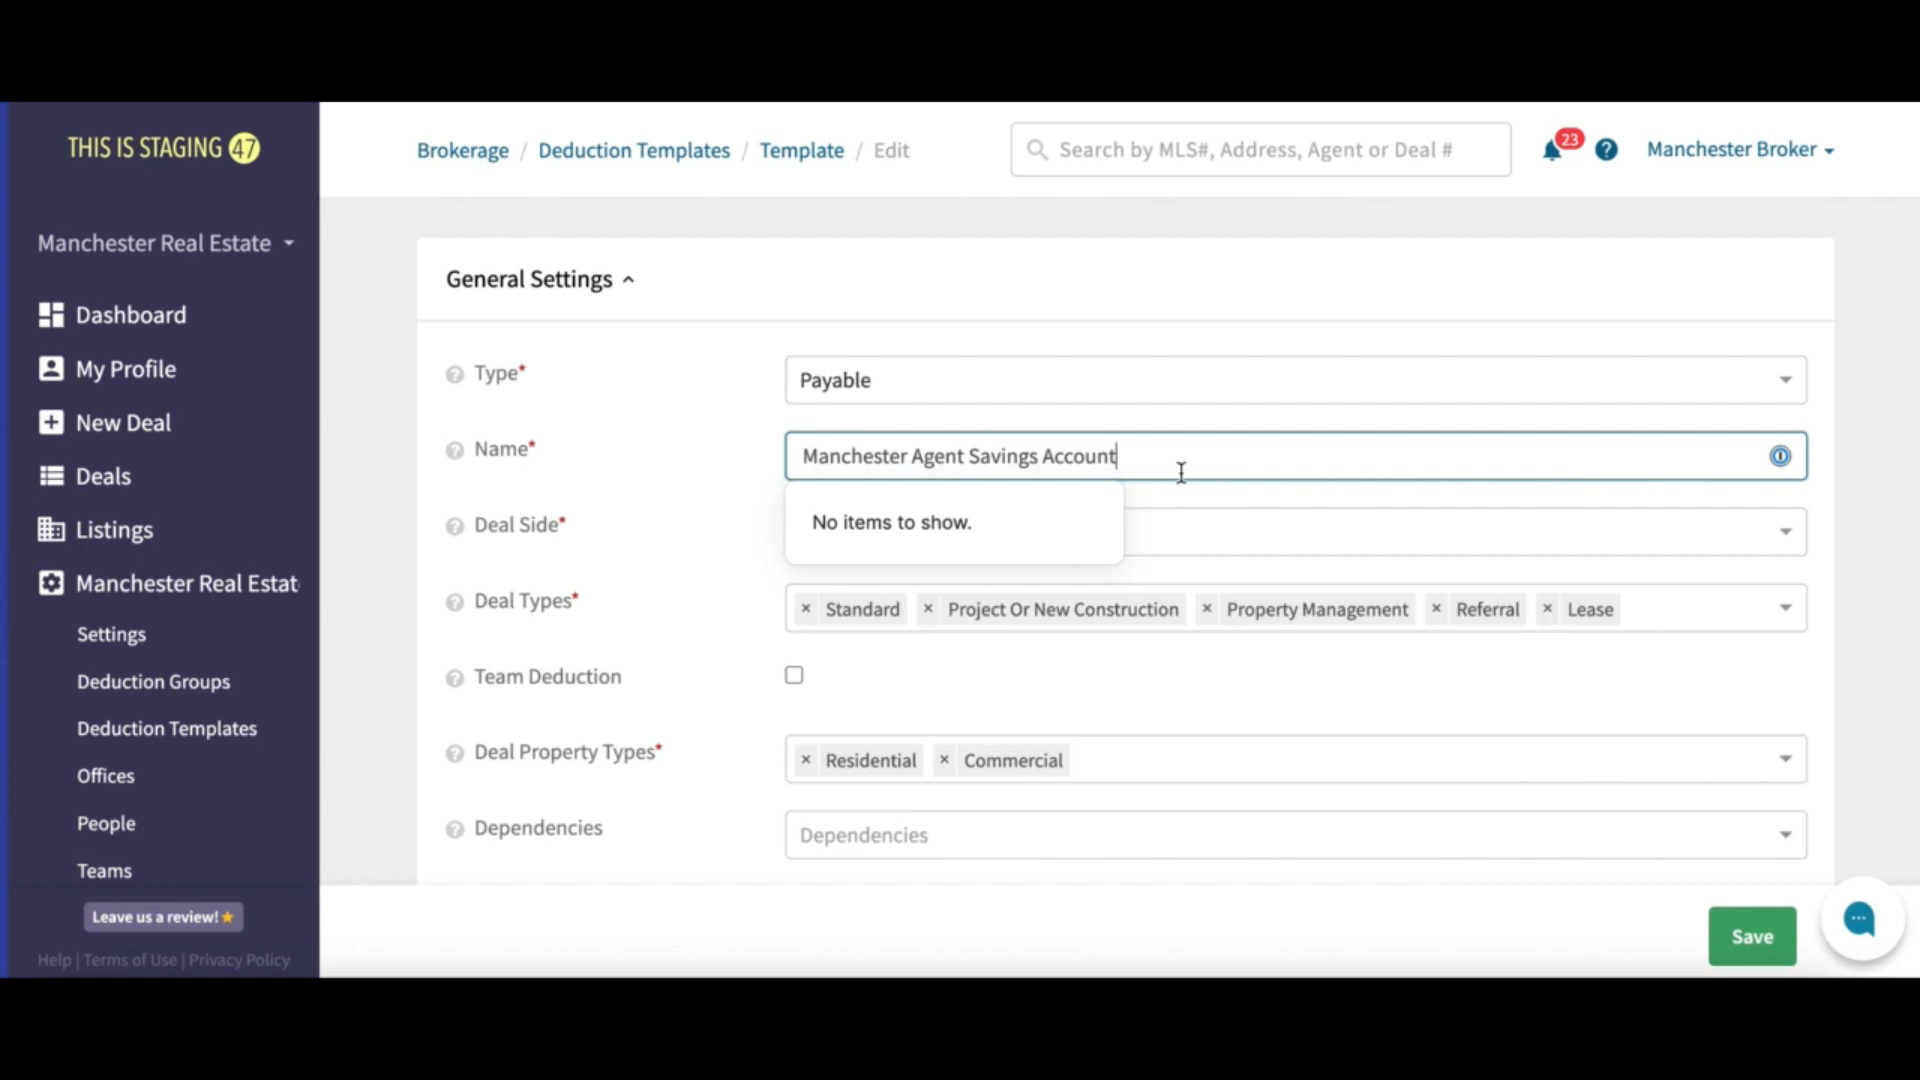 THIS IS STAGING 47
Manchester Real Estate
Dashboard
My Profile
New Deal
Deals
Listings
Manchester Real Estat
Settings
Deduction Groups
Deduction Templates
Offices
People
Teams
Leave us a review!
Help | Terms of Use | Privacy Policy
Brokerage / Deduction Templates / Template / Edit
Search by MLS#, Address, Agent or Deal #
23
?
Manchester Broker
General Settings
? Type*
Payable
? Name*
Manchester Agent Savings Account
No items to show.
? Deal Side*
? Deal Types*
× Standard × Project Or New Construction × Property Management × Referral × Lease
? Team Deduction
? Deal Property Types*
× Residential × Commercial
? Dependencies
Dependencies
Save